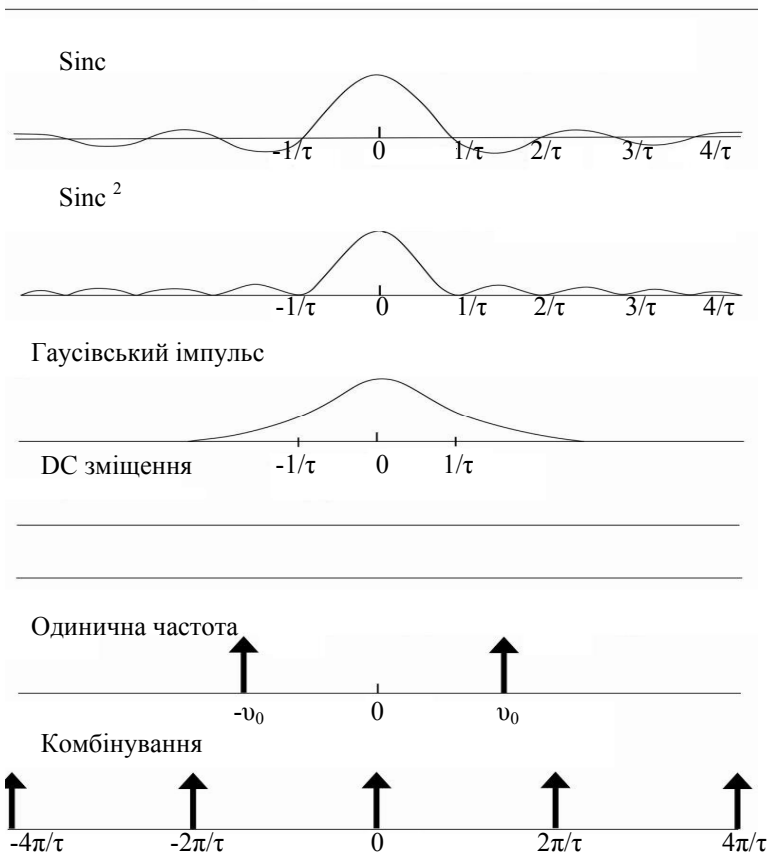 Sinc
-1/τ 0 1/τ 2/τ 3/τ 4/τ
Sinc ²
-1/τ 0 1/τ 2/τ 3/τ 4/τ
Гаусівський імпульс
DC зміщення -1/τ 0 1/τ
Одинична частота
-υ₀ 0 υ₀
Комбінування
-4π/τ -2π/τ 0 2π/τ 4π/τ